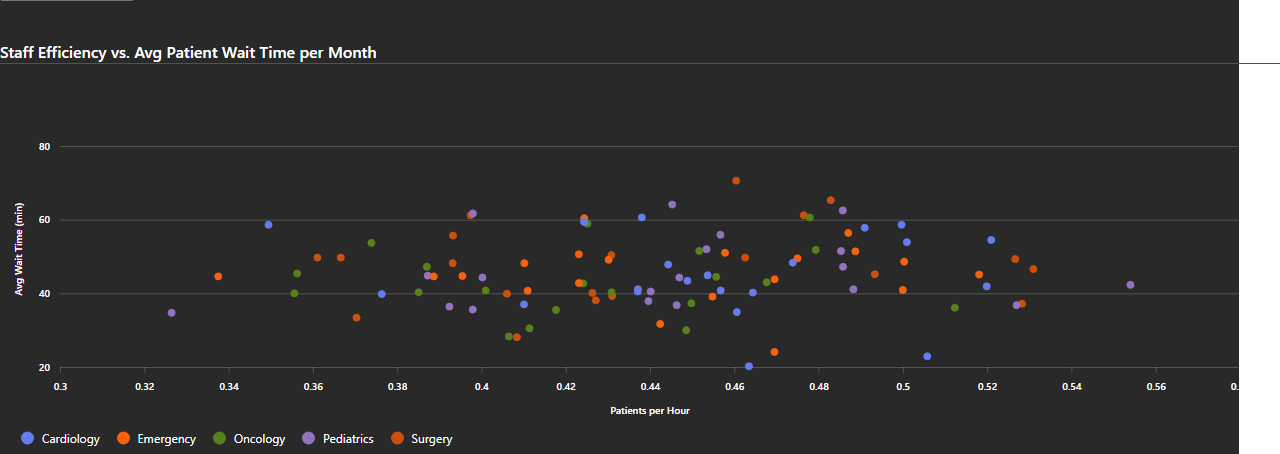 Staff Efficiency vs. Avg Patient Wait Time per Month
80
60
40
20
Avg Wait Time (min)
0.3 0.32 0.34 0.36 0.38 0.4 0.42 0.44 0.46 0.48 0.5 0.52 0.54 0.56
Patients per Hour
Cardiology Emergency Oncology Pediatrics Surgery